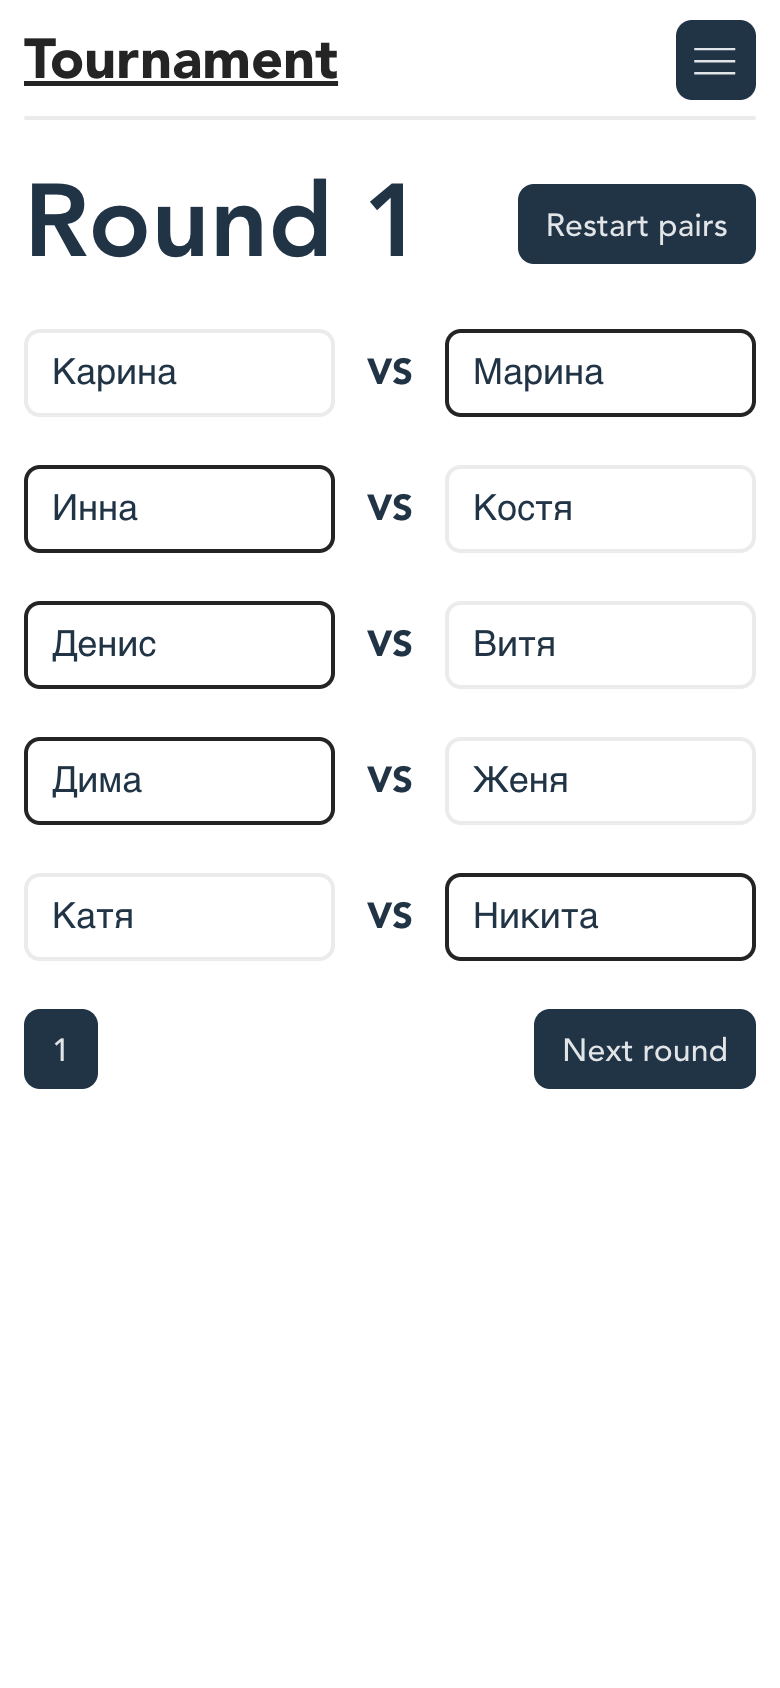 Tournament
Round 1
Restart pairs
Карина VS Марина
Инна VS Костя
Денис VS Витя
Дима VS Женя
Катя VS Никита
1
Next round